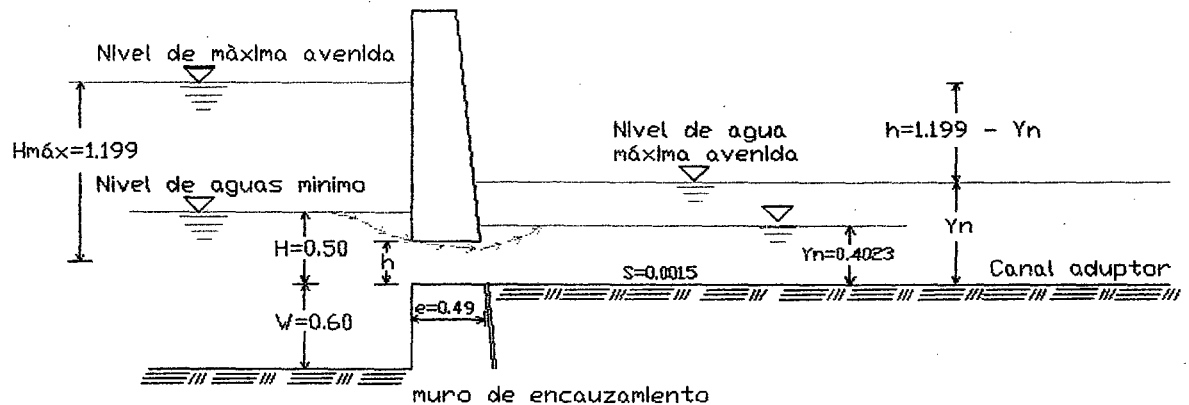 Nivel de màxima avenida
Hmáx=1.199
Nivel de aguas minimo
H=0.50
h
W=0.60
e=0.49
muro de encauzamiento
Nivel de agua
máxima avenida
h=1.199 - Yn
Yn
Yn=0.4023
S=0.0015
Canal aduptor